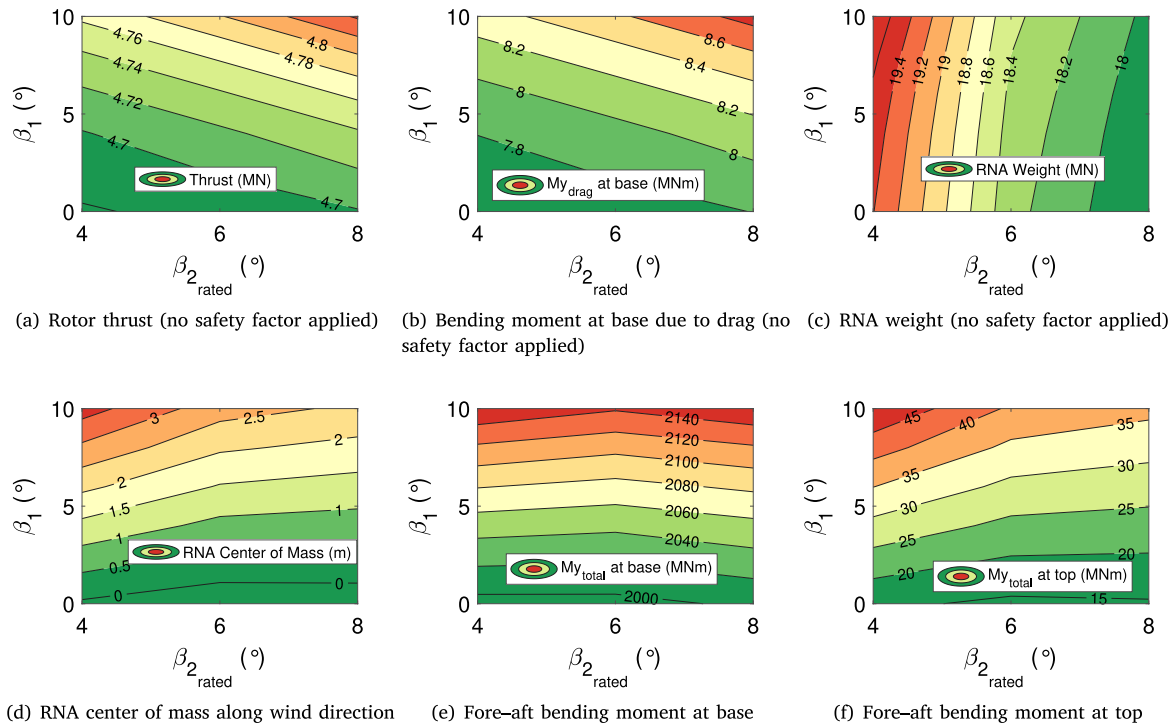 10
5
0
β1 (°)
4.76
4.74
4.72
4.7
4.8
4.78
4.7
Thrust (MN)
4 6 8
β2rated (°)
(a) Rotor thrust (no safety factor applied)
10
5
0
β1 (°)
8.2
8
7.8
8.6
8.4
8.2
8
Mydrag at base (MNm)
4 6 8
β2rated (°)
(b) Bending moment at base due to drag (no
safety factor applied)
10
5
0
β1 (°)
19.4 19.2 19 18.8 18.6 18.4 18.2 18
RNA Weight (MN)
4 6 8
β2rated (°)
(c) RNA weight (no safety factor applied)
10
5
0
β1 (°)
3
2.5
2
2
1.5
1
1
0.5
0
0
RNA Center of Mass (m)
4 6 8
β2rated (°)
(d) RNA center of mass along wind direction
10
5
0
β1 (°)
2140
2120
2100
2080
2060
2040
2000
Mytotal at base (MNm)
4 6 8
β2rated (°)
(e) Fore–aft bending moment at base
10
5
0
β1 (°)
45
40
35
35
30
30
25
25
20
20
15
Mytotal at top (MNm)
4 6 8
β2rated (°)
(f) Fore–aft bending moment at top